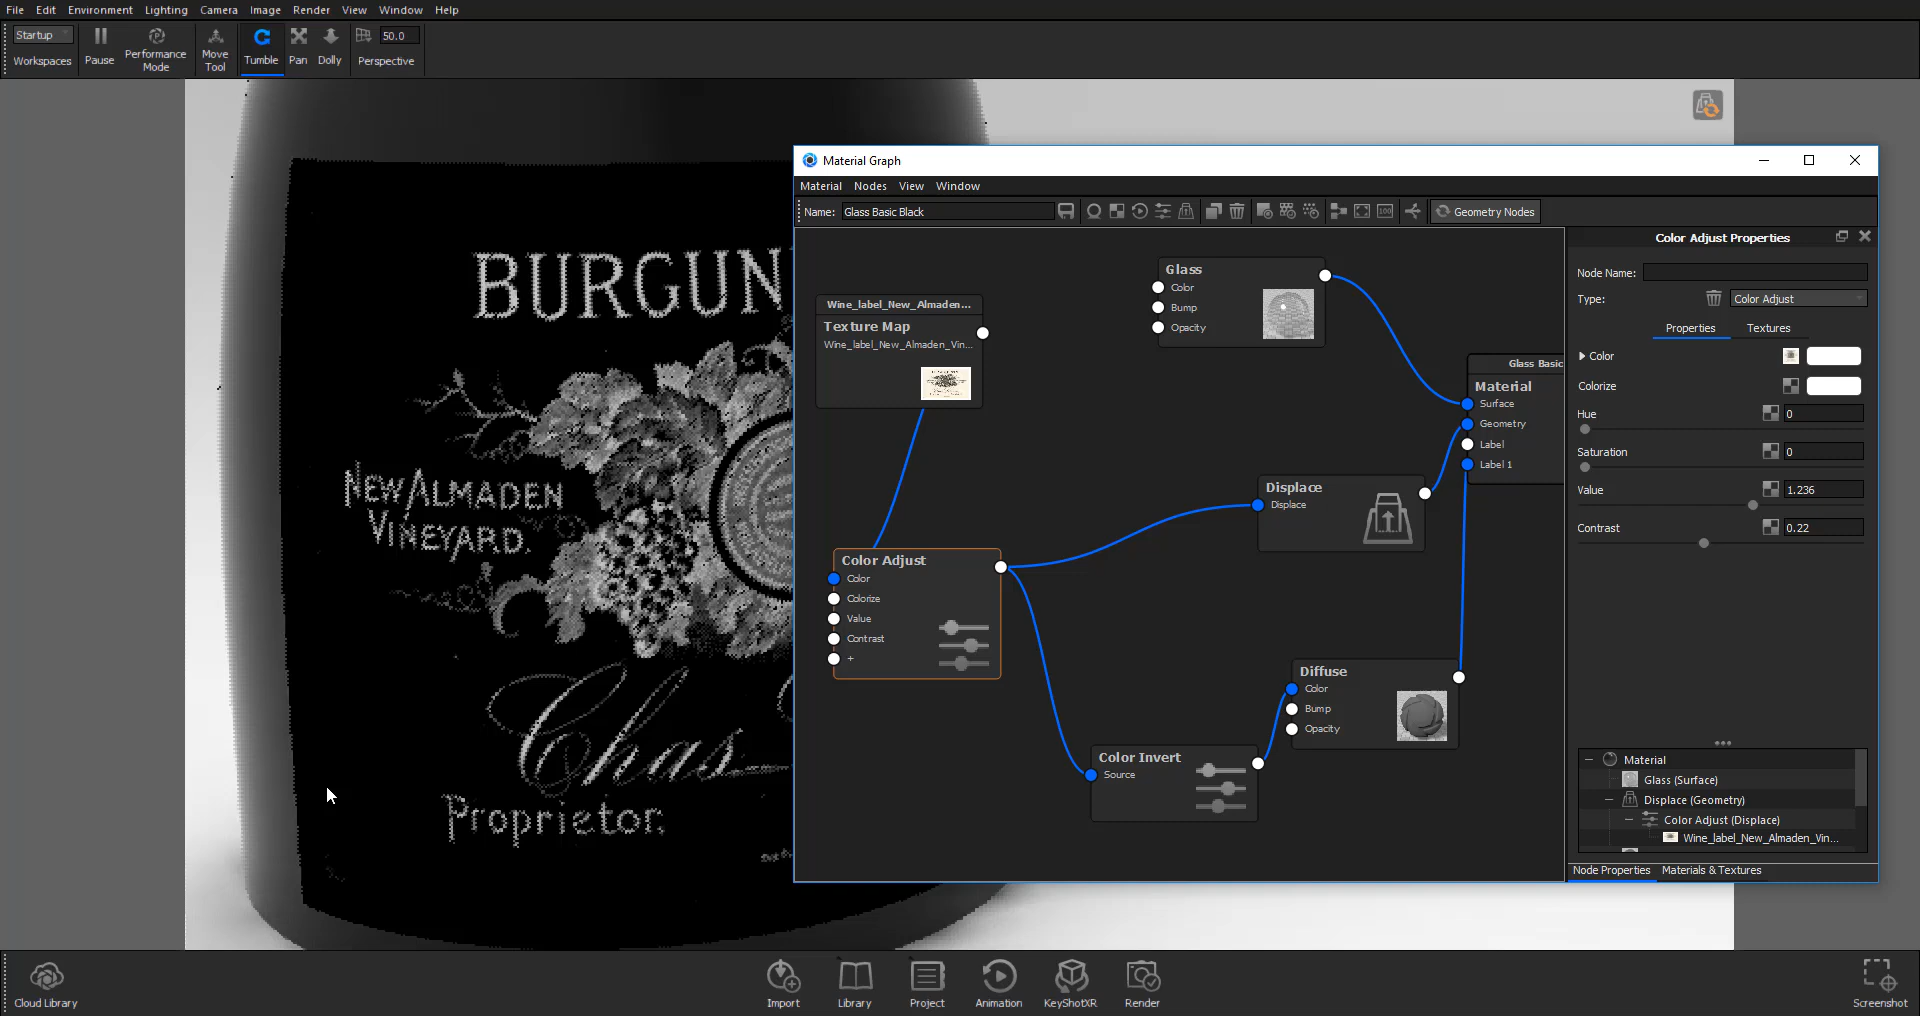 File Edit Environment Lighting Camera Image Render View Window Help
Startup
50.0
Workspaces Pause Performance Mode Move Tool Tumble Pan Dolly Perspective
BURGUN
NEW ALMADEN
VINEYARD.
Chas
Proprietor.
Material Graph
Material Nodes View Window
Name: Glass Basic Black
100
Geometry Nodes
Wine_label_New_Almaden...
Texture Map
Wine_label_New_Almaden_Vin...
Glass
Color
Bump
Opacity
Glass Basic
Material
Surface
Geometry
Label
Label 1
Displace
Displace
Color Adjust
Color
Colorize
Value
Contrast
+
Diffuse
Color
Bump
Opacity
Color Invert
Source
Color Adjust Properties
Node Name:
Type: Color Adjust
Properties Textures
Color
Colorize
Hue 0
Saturation 0
Value 1.236
Contrast 0.22
Material
Glass (Surface)
Displace (Geometry)
Color Adjust (Displace)
Wine_label_New_Almaden_Vin...
Node Properties Materials & Textures
Cloud Library Import Library Project Animation KeyShotXR Render Screenshot